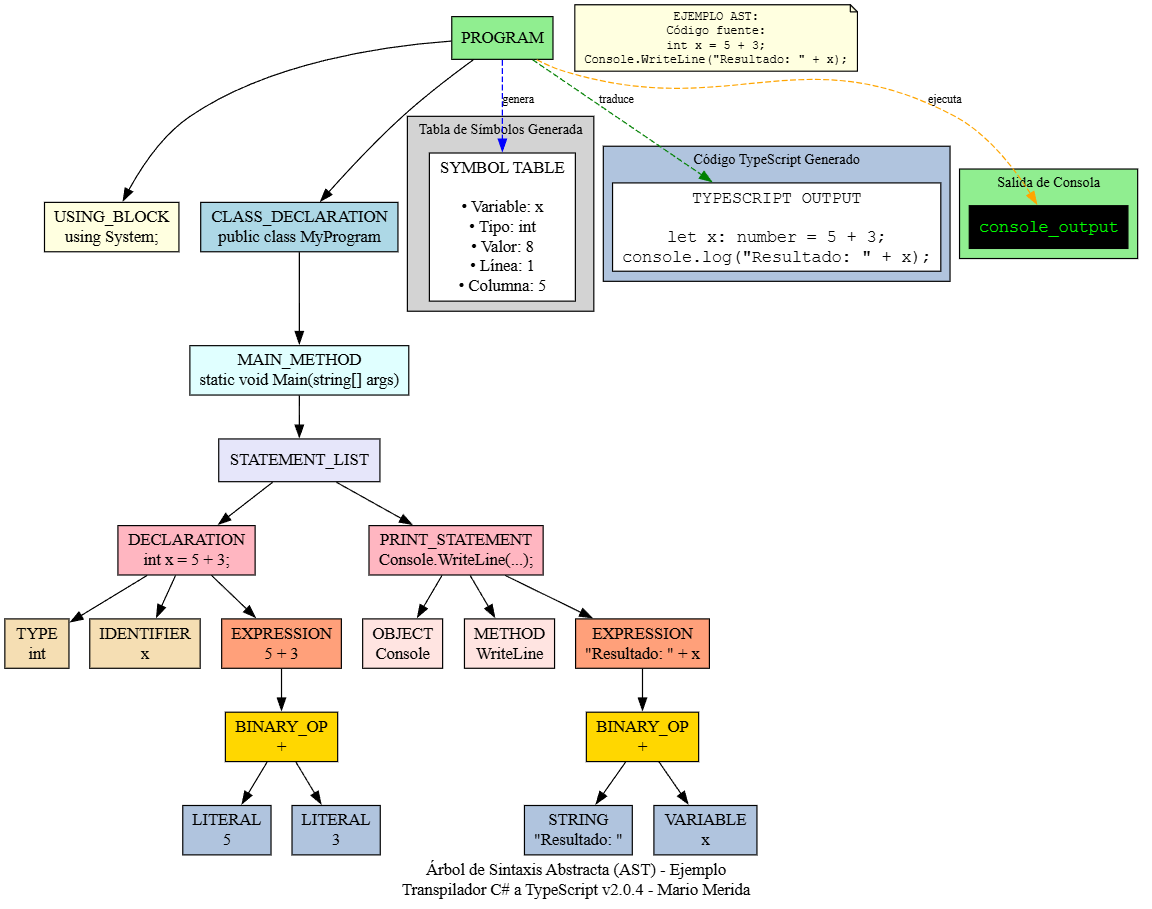 PROGRAM
EJEMPLO AST:
Código fuente:
int x = 5 + 3;
Console.WriteLine("Resultado: " + x);
genera
traduce
ejecuta
Tabla de Símbolos Generada
SYMBOL TABLE
• Variable: x
• Tipo: int
• Valor: 8
• Línea: 1
• Columna: 5
Código TypeScript Generado
TYPESCRIPT OUTPUT
let x: number = 5 + 3;
console.log("Resultado: " + x);
Salida de Consola
console_output
USING_BLOCK
using System;
CLASS_DECLARATION
public class MyProgram
MAIN_METHOD
static void Main(string[] args)
STATEMENT_LIST
DECLARATION
int x = 5 + 3;
PRINT_STATEMENT
Console.WriteLine(...);
TYPE
int
IDENTIFIER
x
EXPRESSION
5 + 3
OBJECT
Console
METHOD
WriteLine
EXPRESSION
"Resultado: " + x
BINARY_OP
+
BINARY_OP
+
LITERAL
5
LITERAL
3
STRING
"Resultado: "
VARIABLE
x
Árbol de Sintaxis Abstracta (AST) - Ejemplo
Transpilador C# a TypeScript v2.0.4 - Mario Merida